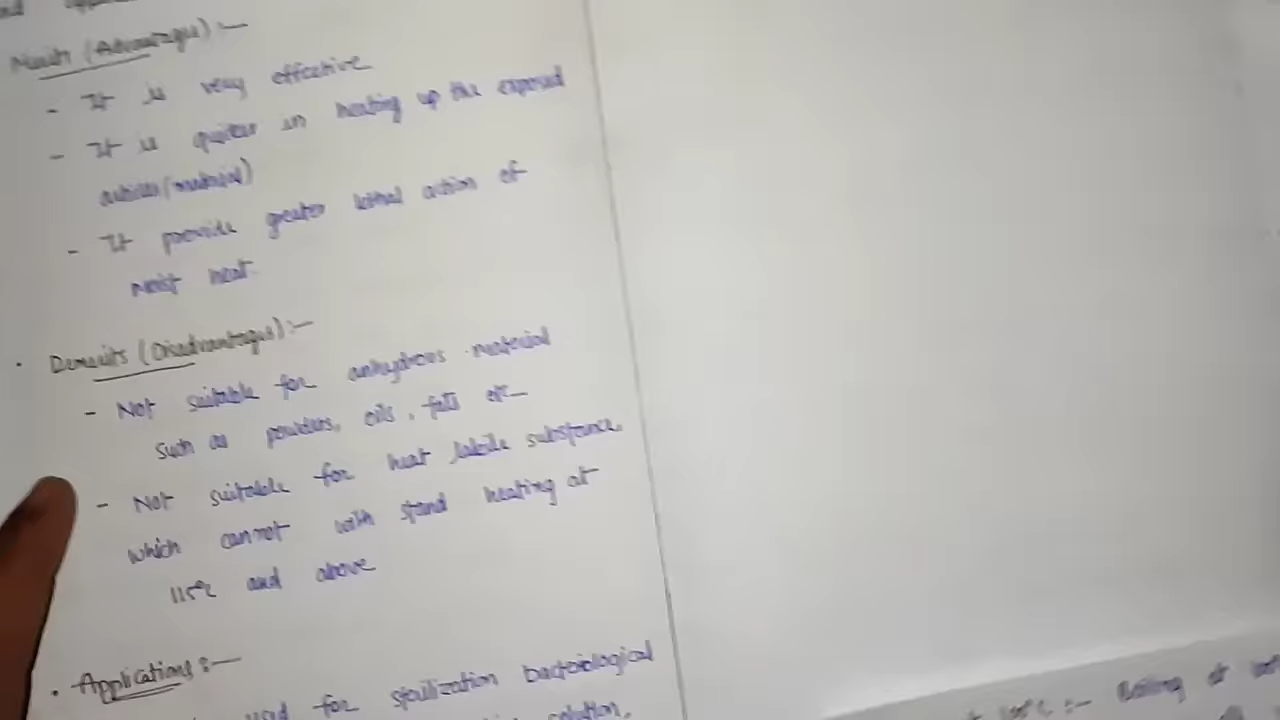 Merits (Advantages) :-
- It is very effective
- It is quiker in heating up the exposed
articles (material)
- It provide greater lethal action of
Moist heat.
• Demerits (Disadvantages) :-
- Not suitable for anhydrous material
such as powders, oils, fats etc-
- Not suitable for heat labile substance.
which cannot with stand heating at
115°C and above
• Applications :-
used for sterilization bacteriological
solution.
:- Boiling at